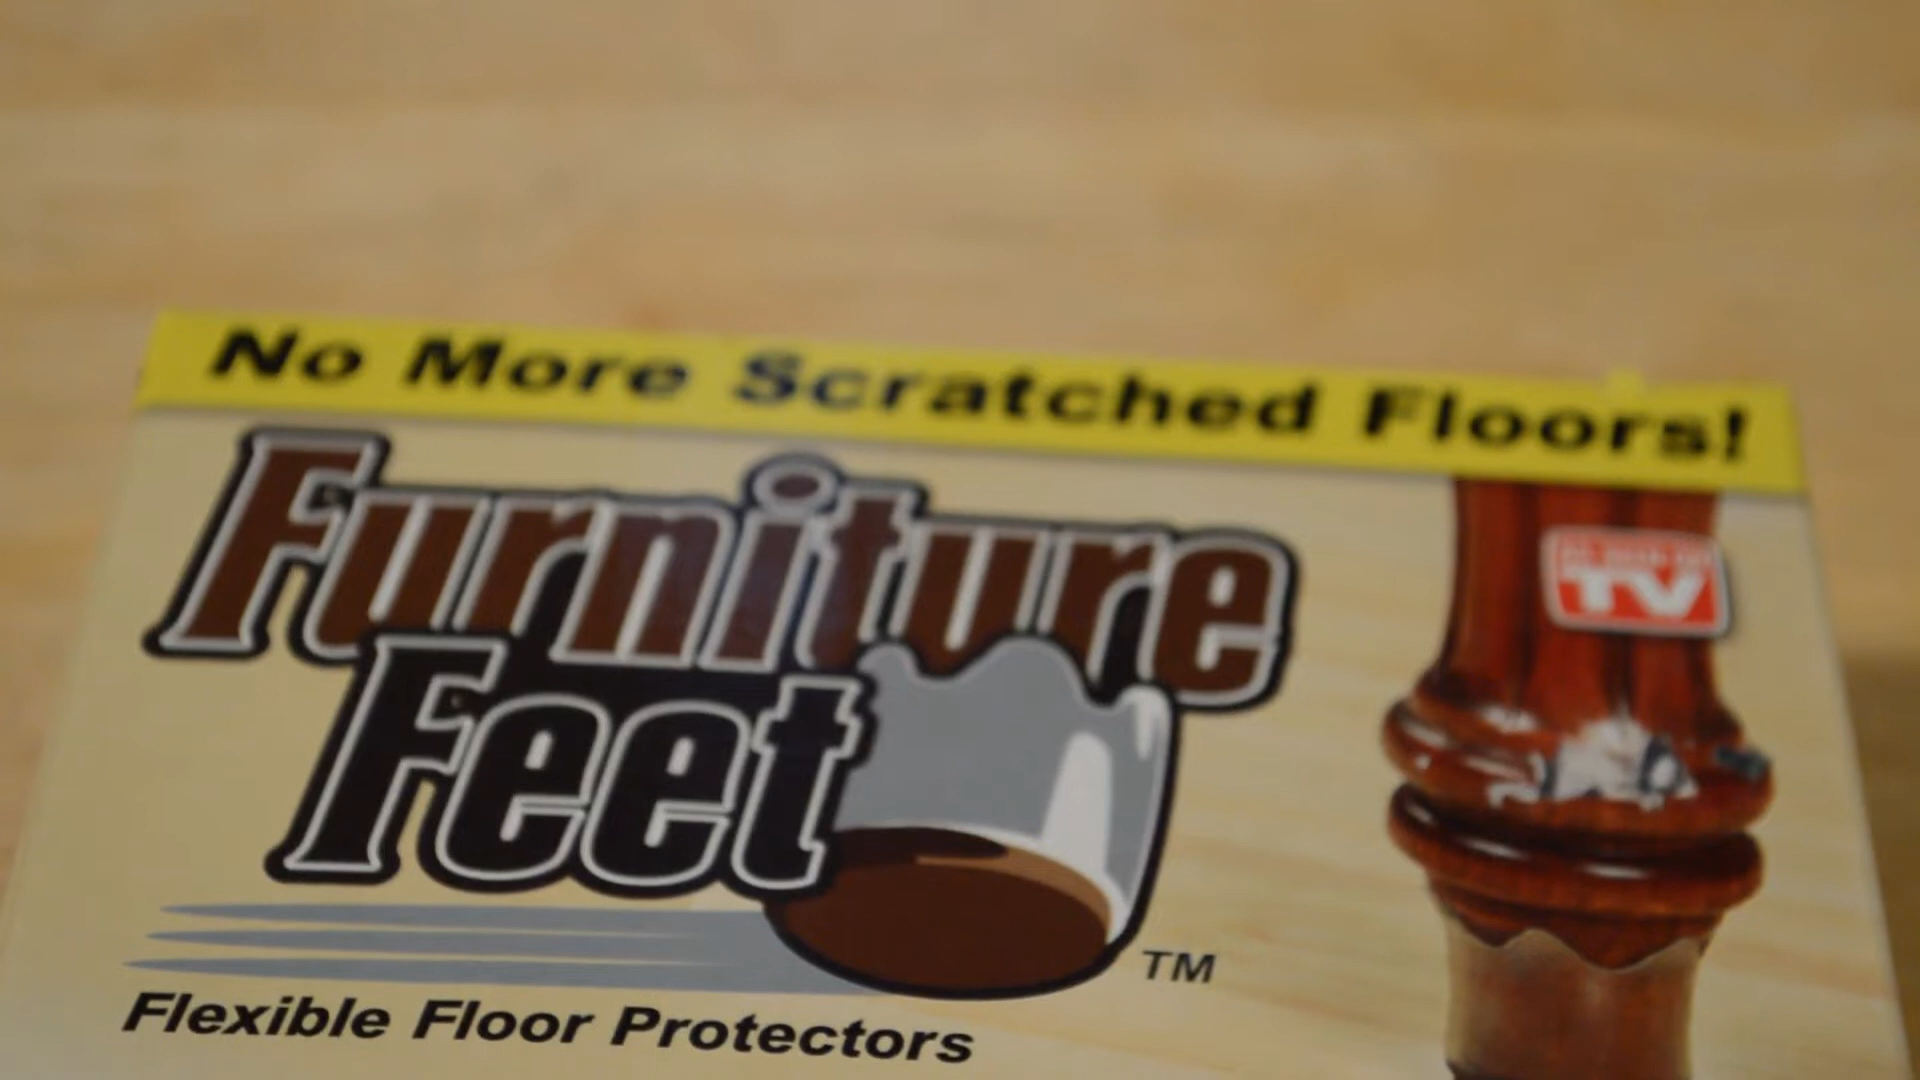 No More Scratched Floors!
Furniture
Feet
TM
Flexible Floor Protectors
TV